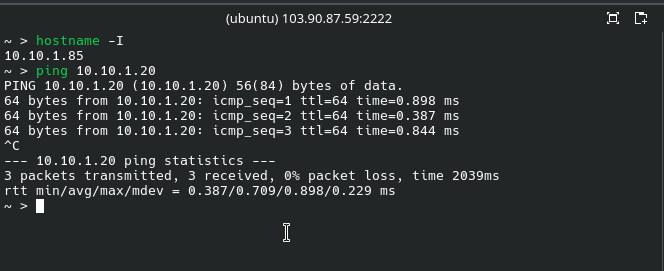 (ubuntu) 103.90.87.59:2222
~ > hostname -I
10.10.1.85
~ > ping 10.10.1.20
PING 10.10.1.20 (10.10.1.20) 56(84) bytes of data.
64 bytes from 10.10.1.20: icmp_seq=1 ttl=64 time=0.898 ms
64 bytes from 10.10.1.20: icmp_seq=2 ttl=64 time=0.387 ms
64 bytes from 10.10.1.20: icmp_seq=3 ttl=64 time=0.844 ms
^C
--- 10.10.1.20 ping statistics ---
3 packets transmitted, 3 received, 0% packet loss, time 2039ms
rtt min/avg/max/mdev = 0.387/0.709/0.898/0.229 ms
~ >